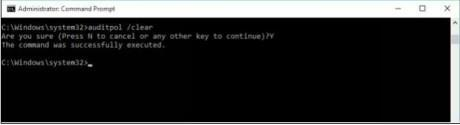 Administrator: Command Prompt
C:\Windows\system32>auditpol /clear
Are you sure (Press N to cancel or any other key to continue)?Y
The command was successfully executed.
C:\Windows\system32>